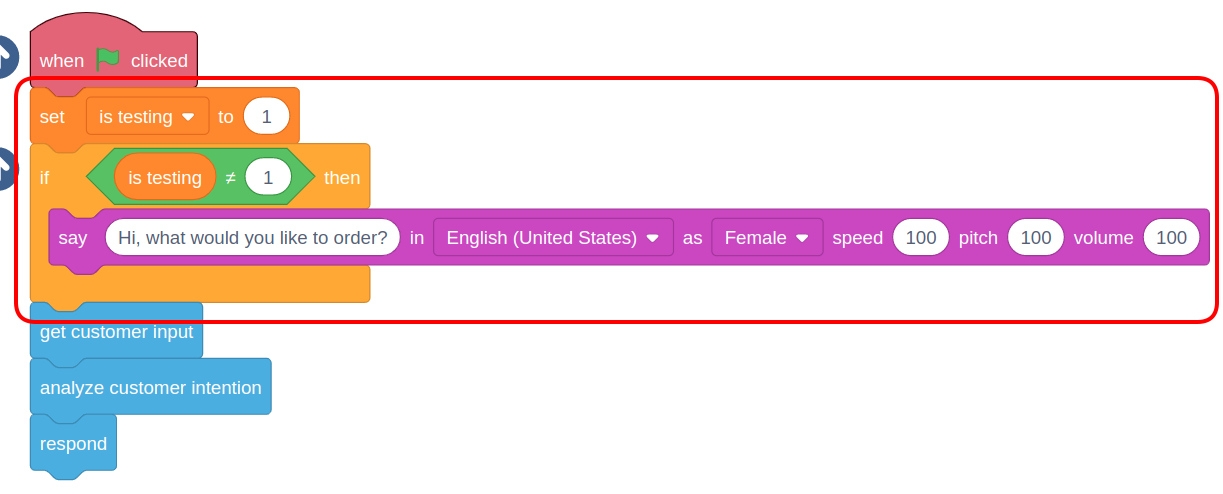 when clicked
set is testing to 1
if is testing ≠ 1 then
say Hi, what would you like to order? in English (United States) as Female speed 100 pitch 100 volume 100
get customer input
analyze customer intention
respond